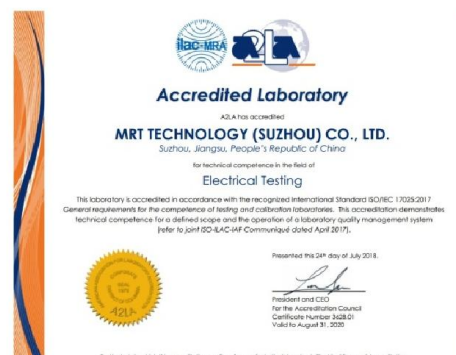 ilac-MRA
A2LA
Accredited Laboratory
A2LA has accredited
MRT TECHNOLOGY (SUZHOU) CO., LTD.
Suzhou, Jiangsu, People's Republic of China
for technical competence in the field of
Electrical Testing
This laboratory is accredited in accordance with the recognized International Standard ISO/IEC 17025:2017
General requirements for the competence of testing and calibration laboratories. This accreditation demonstrates
technical competence for a defined scope and the operation of a laboratory quality management system
(refer to joint ISO-ILAC-IAF Communiqué dated April 2017).
Presented this 24th day of July 2018.
President and CEO
For the Accreditation Council
Certificate Number 3628.01
Valid to August 31, 2020
CORPORATE
SEAL
A2LA